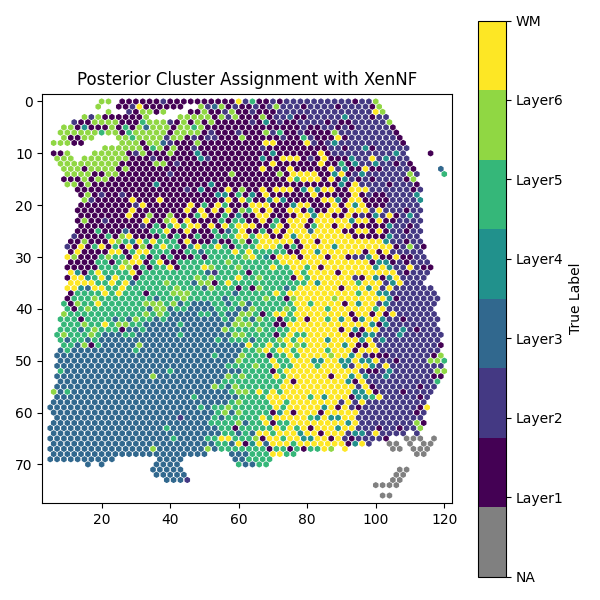 Posterior Cluster Assignment with XenNF
0
10
20
30
40
50
60
70
20
40
60
80
100
120
WM
Layer6
Layer5
Layer4
Layer3
Layer2
Layer1
NA
True Label